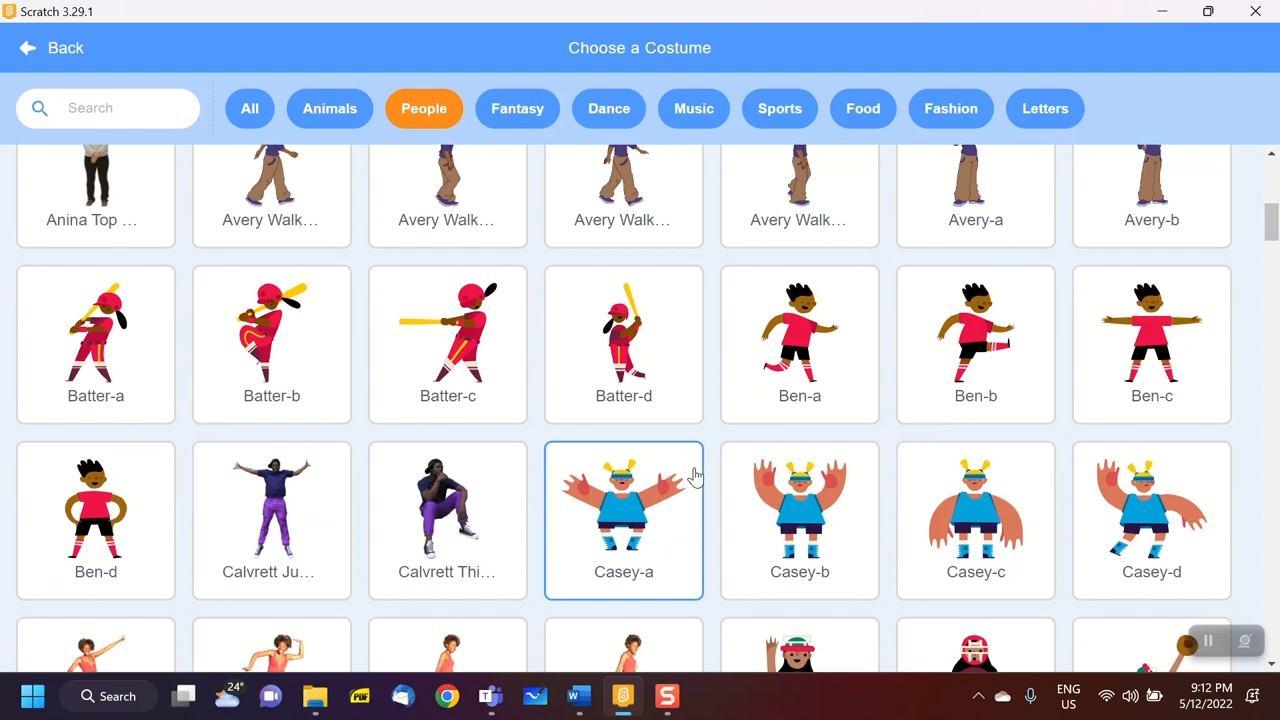 Scratch 3.29.1
Back
Choose a Costume
Search
All
Animals
People
Fantasy
Dance
Music
Sports
Food
Fashion
Letters
Anina Top ...
Avery Walk...
Avery Walk...
Avery Walk...
Avery Walk...
Avery-a
Avery-b
Batter-a
Batter-b
Batter-c
Batter-d
Ben-a
Ben-b
Ben-c
Ben-d
Calvrett Ju...
Calvrett Thi...
Casey-a
Casey-b
Casey-c
Casey-d
Search
24°
PDF
T
W
S
ENG
US
9:12 PM
5/12/2022